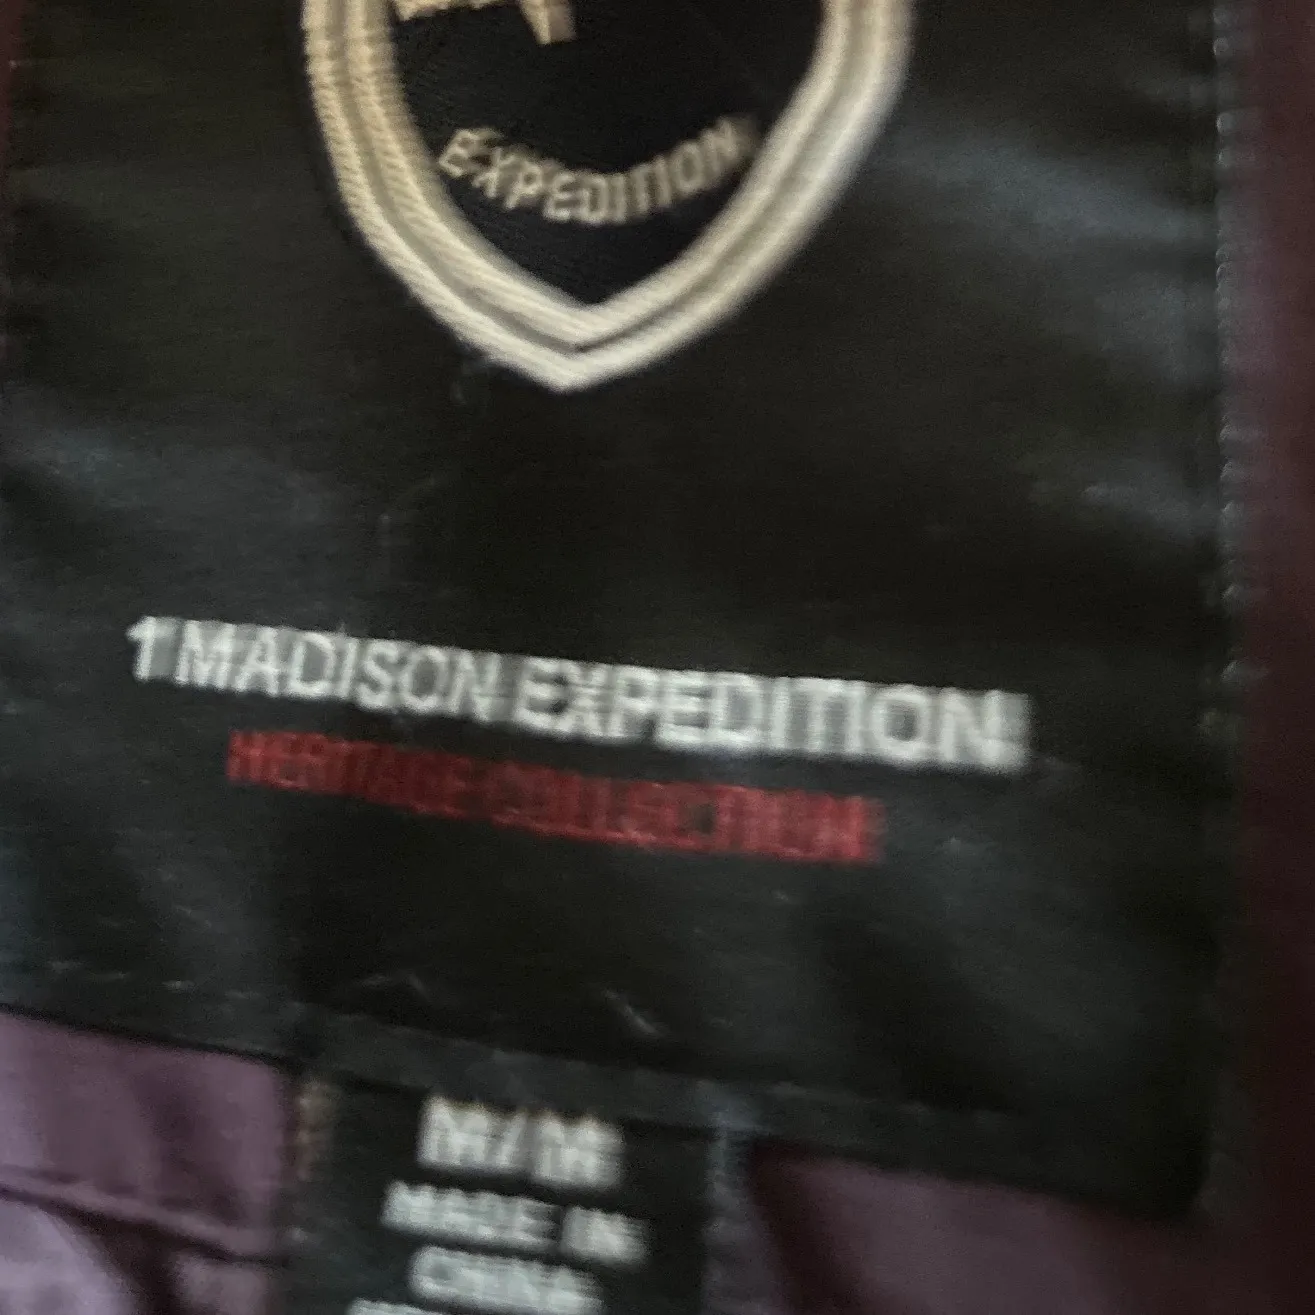 EXPEDITION
1 MADISON EXPEDITION
HERITAGE COLLECTION
M/M
MADE IN
CHINA